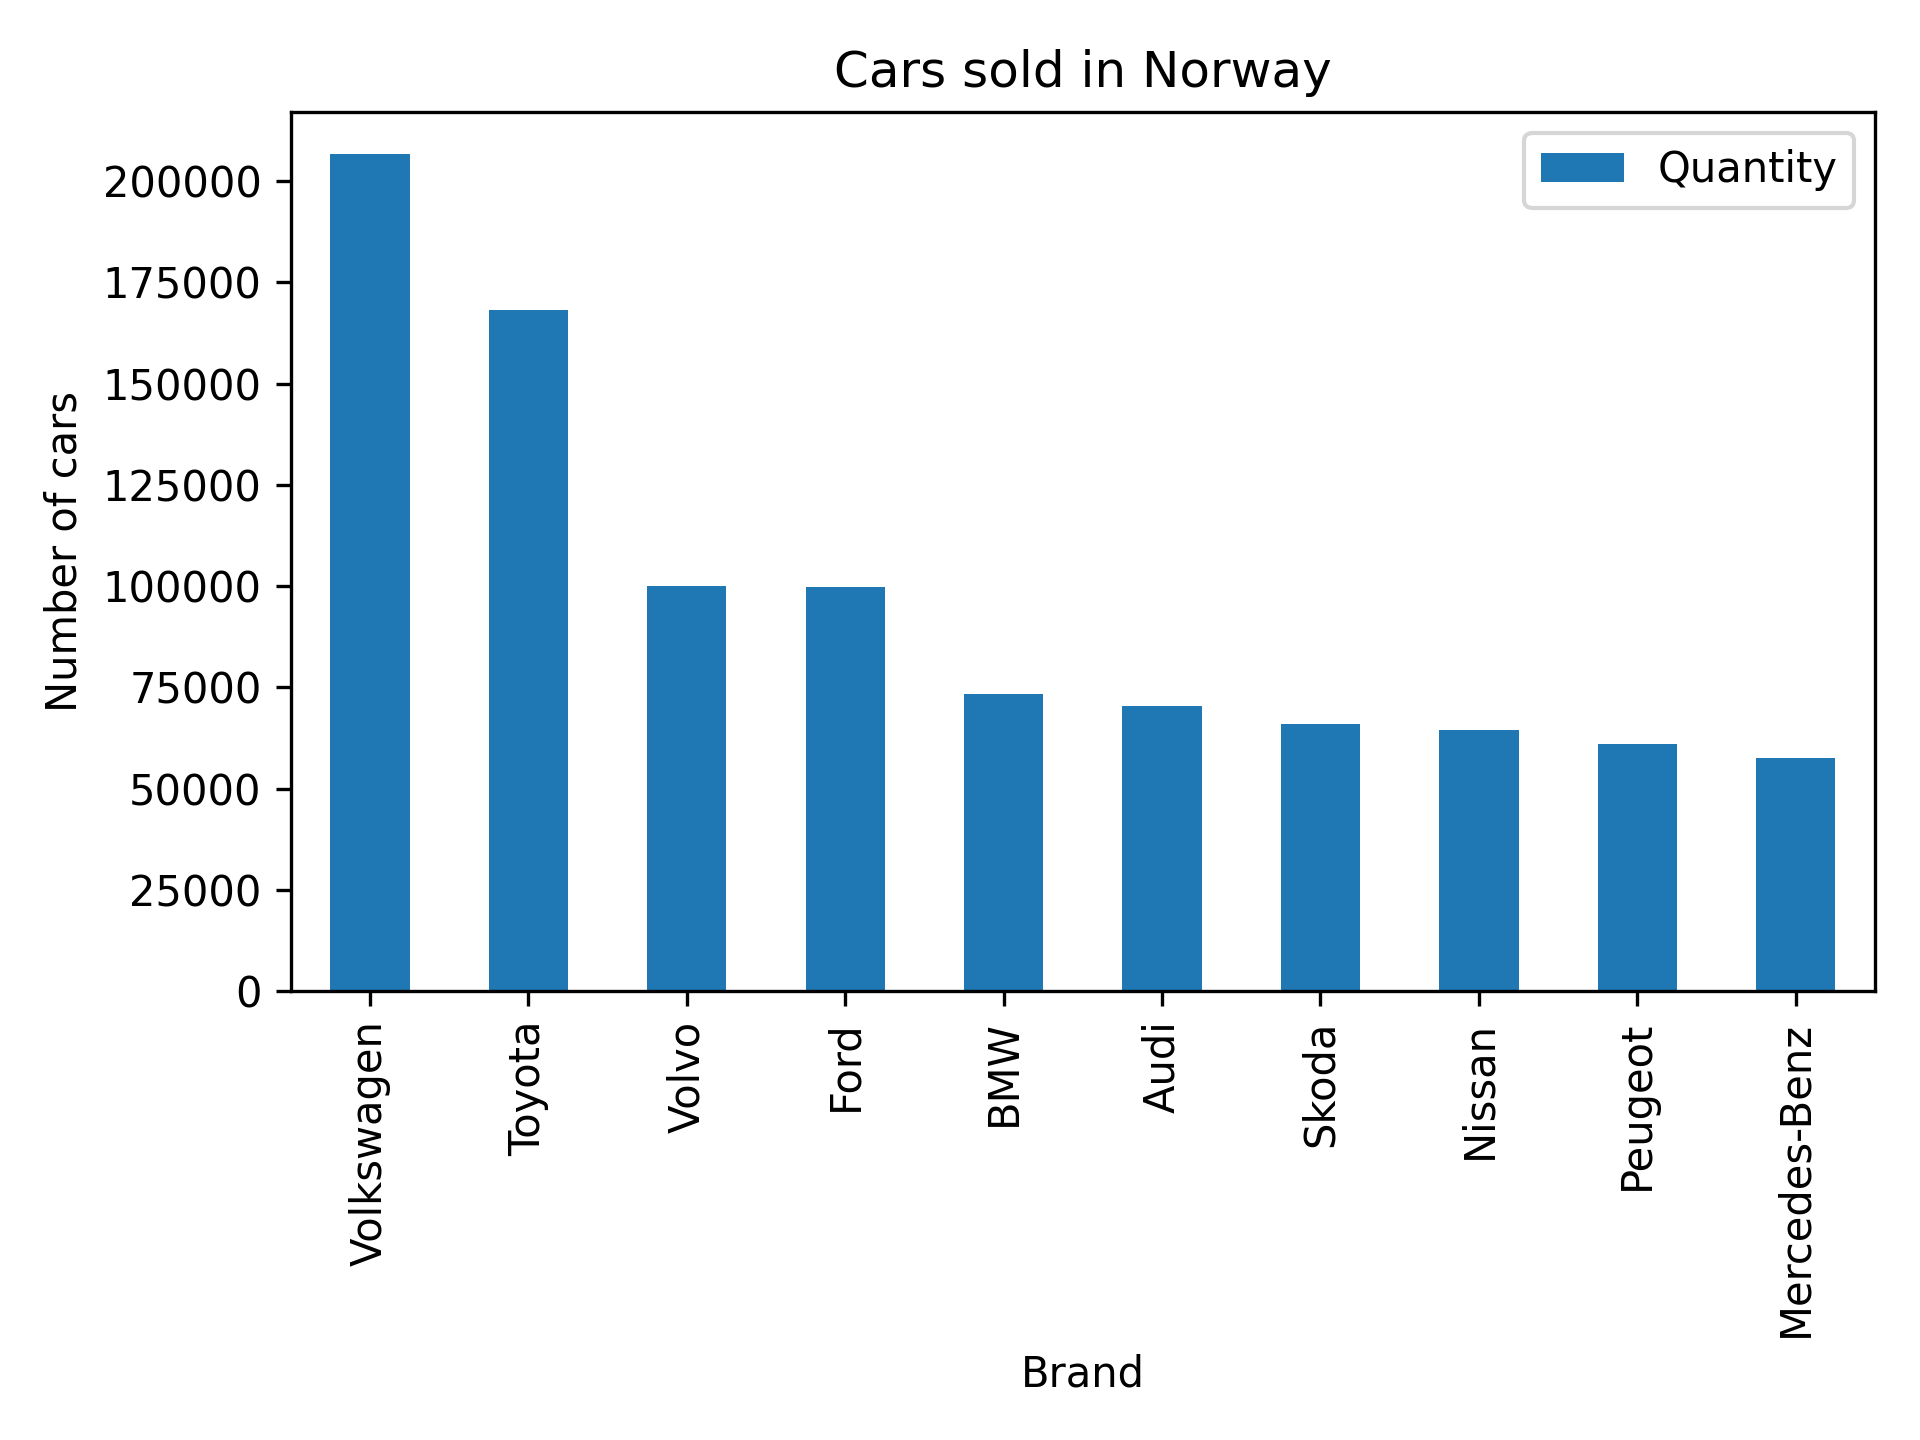 Cars sold in Norway
Quantity
Number of cars
200000
175000
150000
125000
100000
75000
50000
25000
0
Volkswagen
Toyota
Volvo
Ford
BMW
Audi
Skoda
Nissan
Peugeot
Mercedes-Benz
Brand